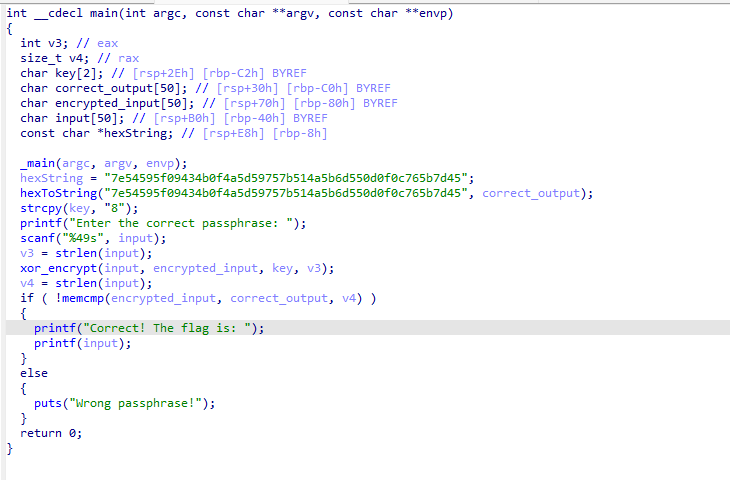 int __cdecl main(int argc, const char **argv, const char **envp)
{
  int v3; // eax
  size_t v4; // rax
  char key[2]; // [rsp+2Eh] [rbp-C2h] BYREF
  char correct_output[50]; // [rsp+30h] [rbp-C0h] BYREF
  char encrypted_input[50]; // [rsp+70h] [rbp-80h] BYREF
  char input[50]; // [rsp+B0h] [rbp-40h] BYREF
  const char *hexString; // [rsp+E8h] [rbp-8h]

  _main(argc, argv, envp);
  hexString = "7e54595f09434b0f4a5d59757b514a5b6d550d0f0c765b7d45";
  hexToString("7e54595f09434b0f4a5d59757b514a5b6d550d0f0c765b7d45", correct_output);
  strcpy(key, "8");
  printf("Enter the correct passphrase: ");
  scanf("%49s", input);
  v3 = strlen(input);
  xor_encrypt(input, encrypted_input, key, v3);
  v4 = strlen(input);
  if ( !memcmp(encrypted_input, correct_output, v4) )
  {
    printf("Correct! The flag is: ");
    printf(input);
  }
  else
  {
    puts("Wrong passphrase!");
  }
  return 0;
}